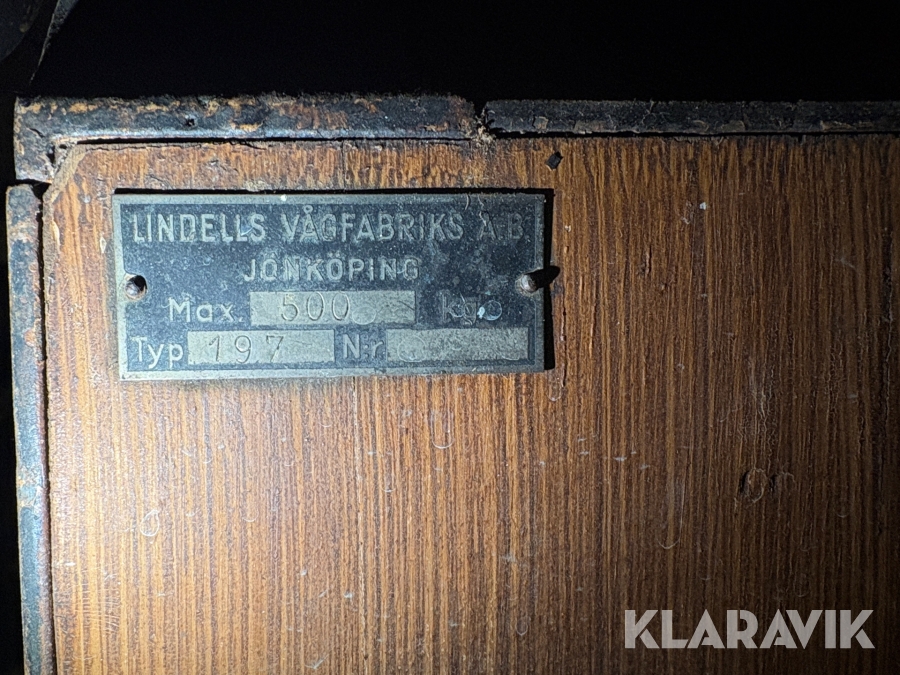 LINDELLS VÅGFABRIKS A.B
JÖNKÖPING
Max. 500 kg.
Typ 197 Nr
KLARAVIK